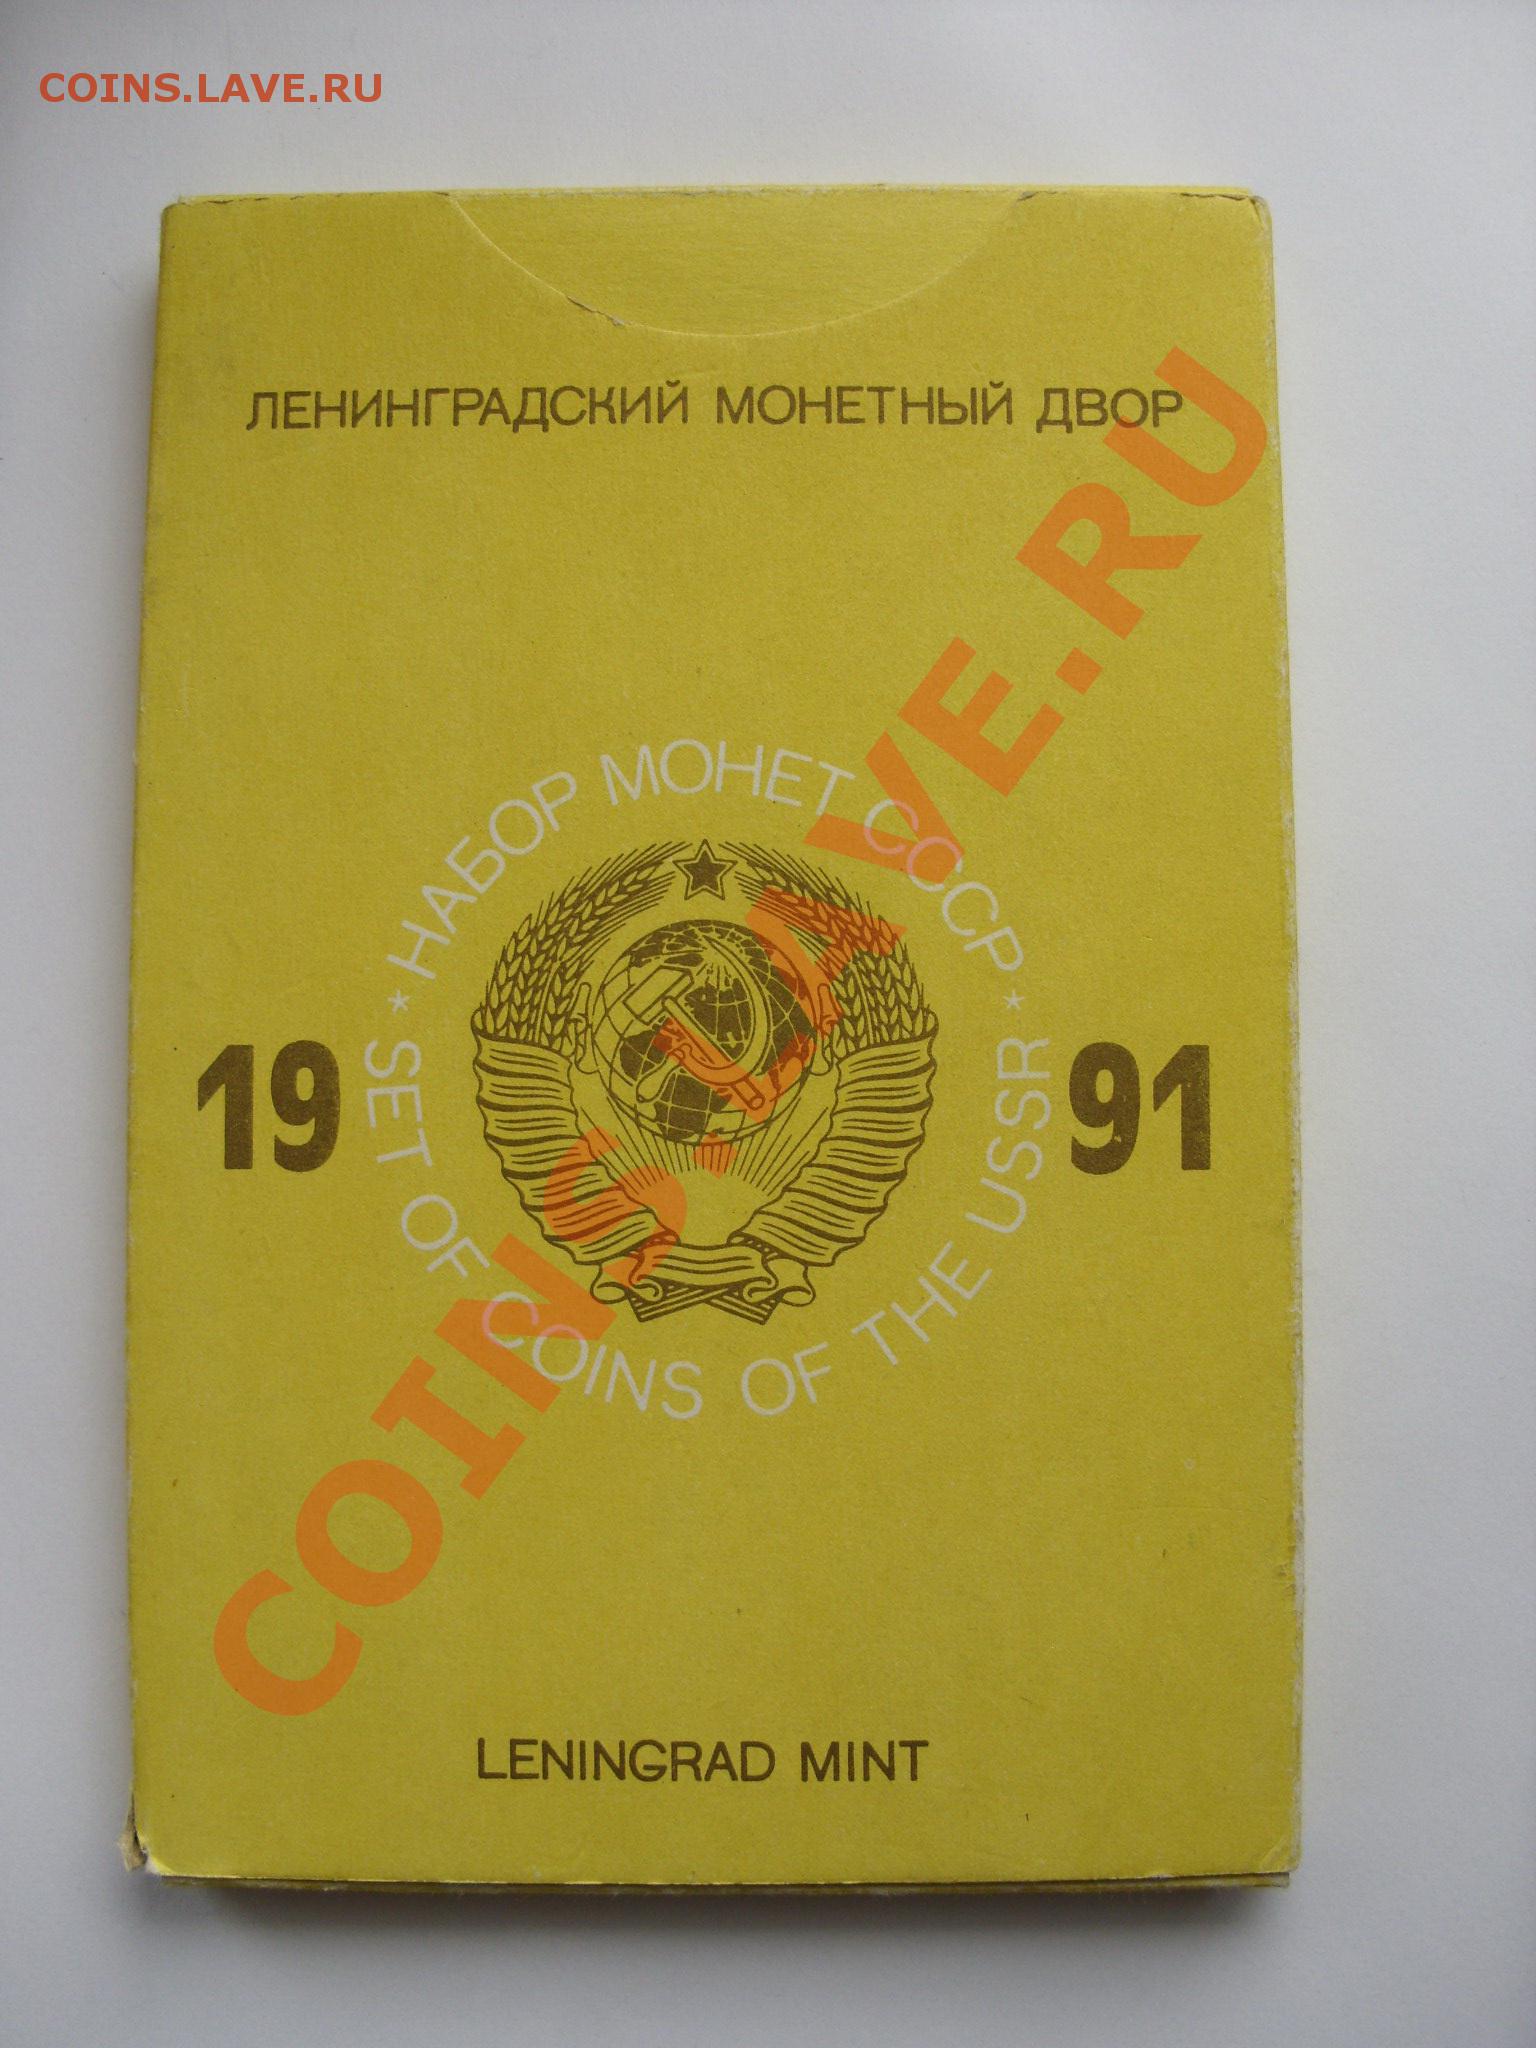 COINS.LAVE.RU
ЛЕНИНГРАДСКИЙ МОНЕТНЫЙ ДВОР
* НАБОР МОНЕТ СССР *
19 91
SET OF COINS OF THE USSR
COINS.LAVE.RU
LENINGRAD MINT